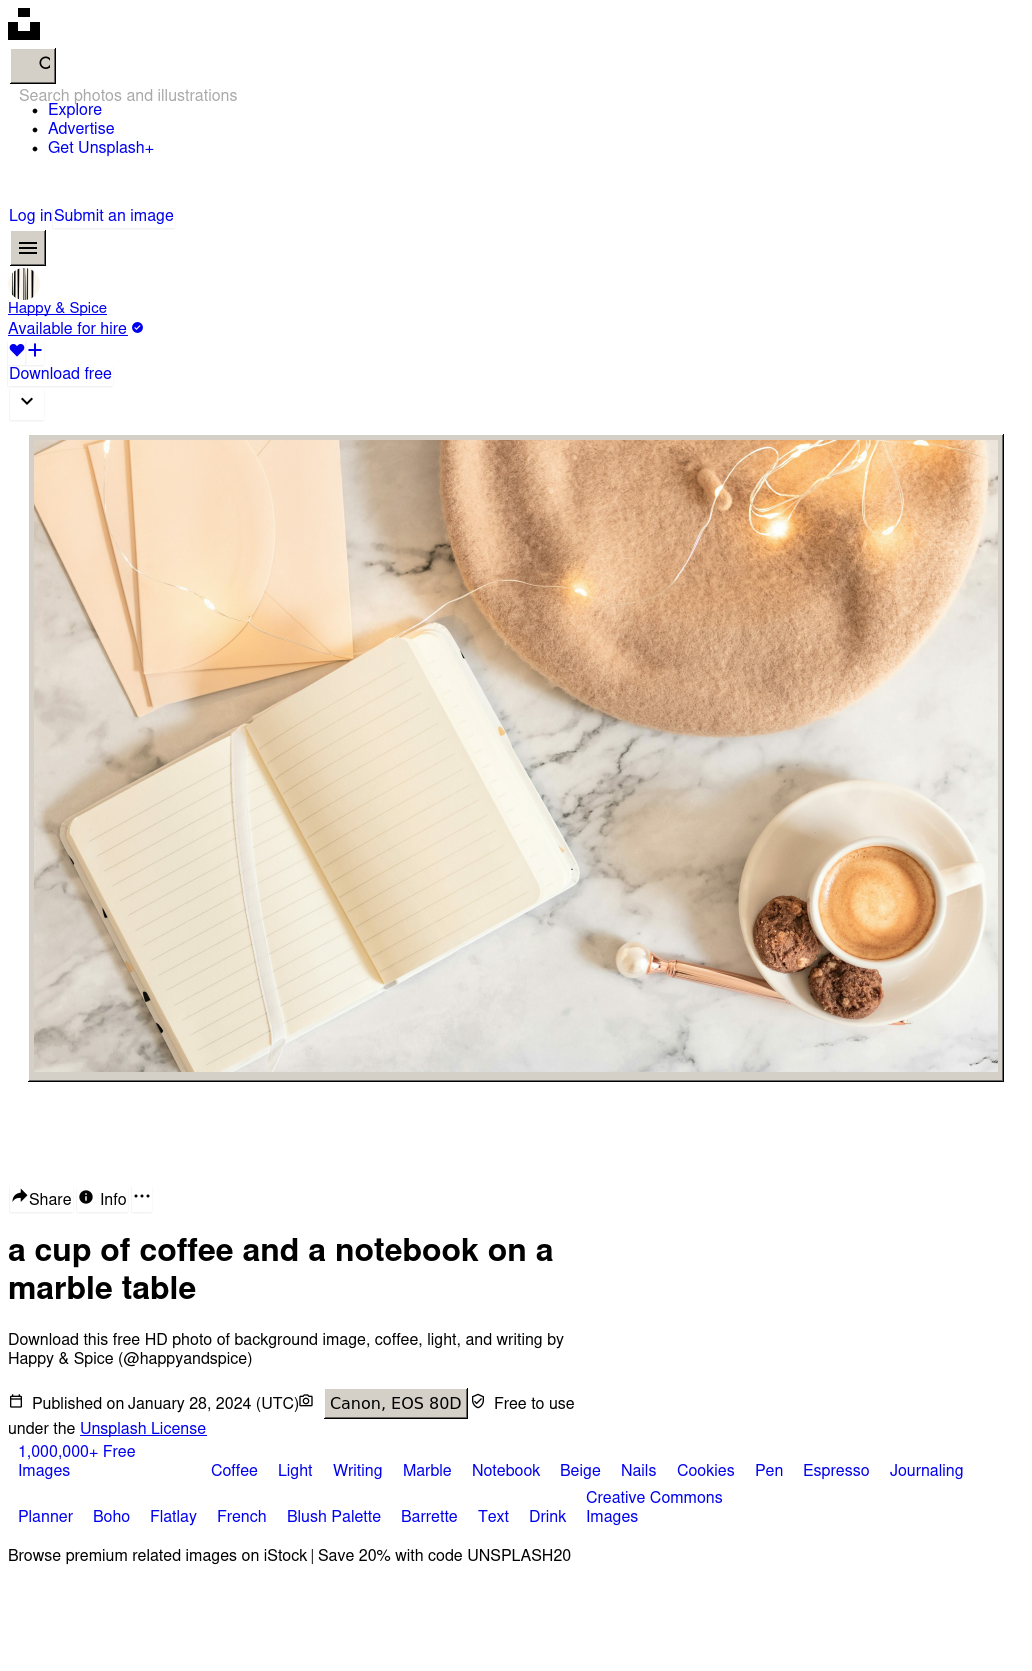 Search photos and illustrations
Explore
Advertise
Get Unsplash+
Log in Submit an image
Happy & Spice
Available for hire
Download free
Share Info
a cup of coffee and a notebook on a
marble table
Download this free HD photo of background image, coffee, light, and writing by
Happy & Spice (@happyandspice)
Published on January 28, 2024 (UTC) Canon, EOS 80D Free to use
under the Unsplash License
1,000,000+ Free
Images Coffee Light Writing Marble Notebook Beige Nails Cookies Pen Espresso Journaling
Creative Commons
Planner Boho Flatlay French Blush Palette Barrette Text Drink Images
Browse premium related images on iStock | Save 20% with code UNSPLASH20